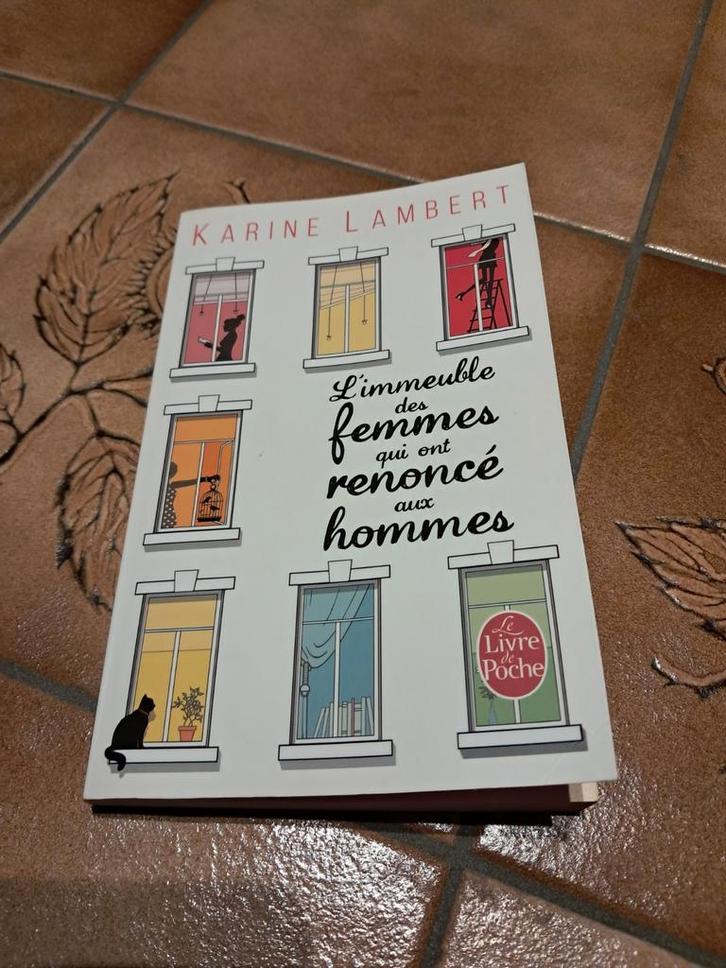 KARINE LAMBERT
L'immeuble
des
femmes
qui ont
renoncé
aux
hommes
Le
Livre
de
Poche